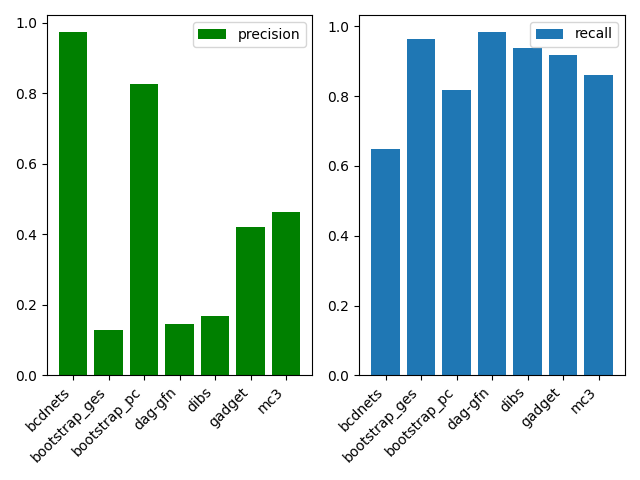 precision
1.0
0.8
0.6
0.4
0.2
0.0
bcdnets
bootstrap_ges
bootstrap_pc
dag-gfn
dibs
gadget
mc3
recall
1.0
0.8
0.6
0.4
0.2
0.0
bcdnets
bootstrap_ges
bootstrap_pc
dag-gfn
dibs
gadget
mc3